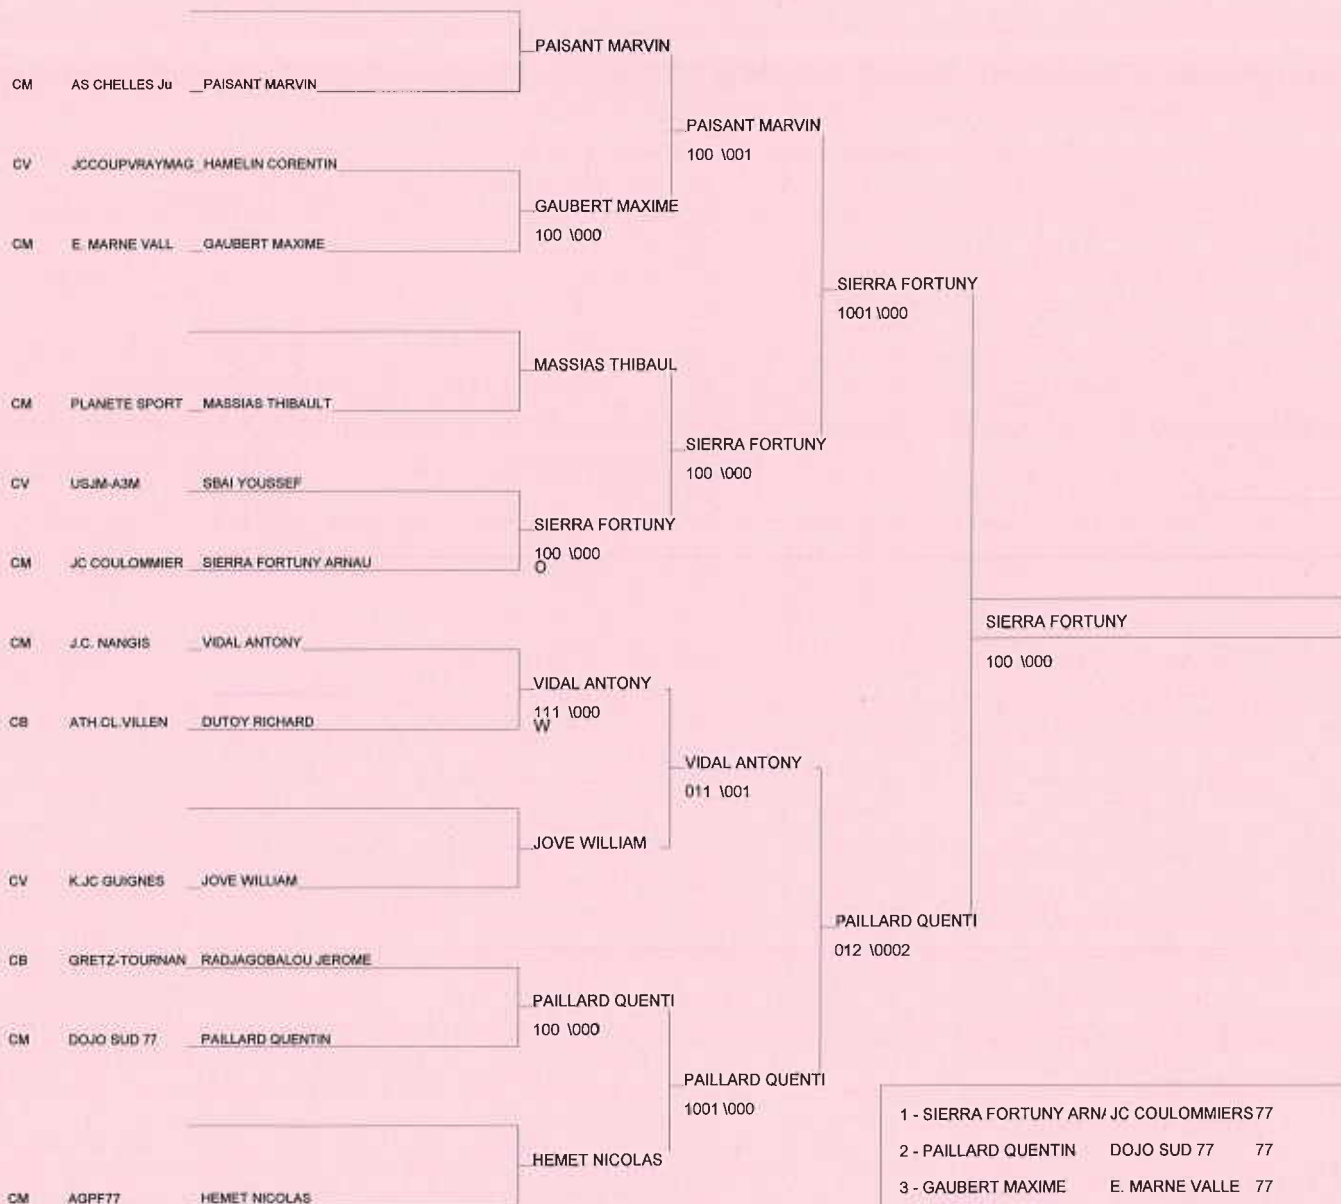 PAISANT MARVIN
CM AS CHELLES Ju PAISANT MARVIN
PAISANT MARVIN
100 \001
CV JCCOUPVRAYMAG HAMELIN CORENTIN
GAUBERT MAXIME
100 \000
CM E. MARNE VALL GAUBERT MAXIME
SIERRA FORTUNY
1001 \000
MASSIAS THIBAUL
CM PLANETE SPORT MASSIAS THIBAULT
SIERRA FORTUNY
100 \000
CV USJM-A3M SBAI YOUSSEF
SIERRA FORTUNY
100 \000
O
CM JC COULOMMIER SIERRA FORTUNY ARNAU
SIERRA FORTUNY
100 \000
CM J.C. NANGIS VIDAL ANTONY
VIDAL ANTONY
111 \000
W
CB ATH.CL.VILLEN DUTOY RICHARD
VIDAL ANTONY
011 \001
JOVE WILLIAM
CV K.JC GUIGNES JOVE WILLIAM
PAILLARD QUENTI
012 \0002
CB GRETZ-TOURNAN RADJAGOBALOU JEROME
PAILLARD QUENTI
100 \000
CM DOJO SUD 77 PAILLARD QUENTIN
PAILLARD QUENTI
1001 \000
HEMET NICOLAS
CM AGPF77 HEMET NICOLAS
1 - SIERRA FORTUNY ARN/ JC COULOMMIERS 77
2 - PAILLARD QUENTIN DOJO SUD 77 77
3 - GAUBERT MAXIME E. MARNE VALLE 77